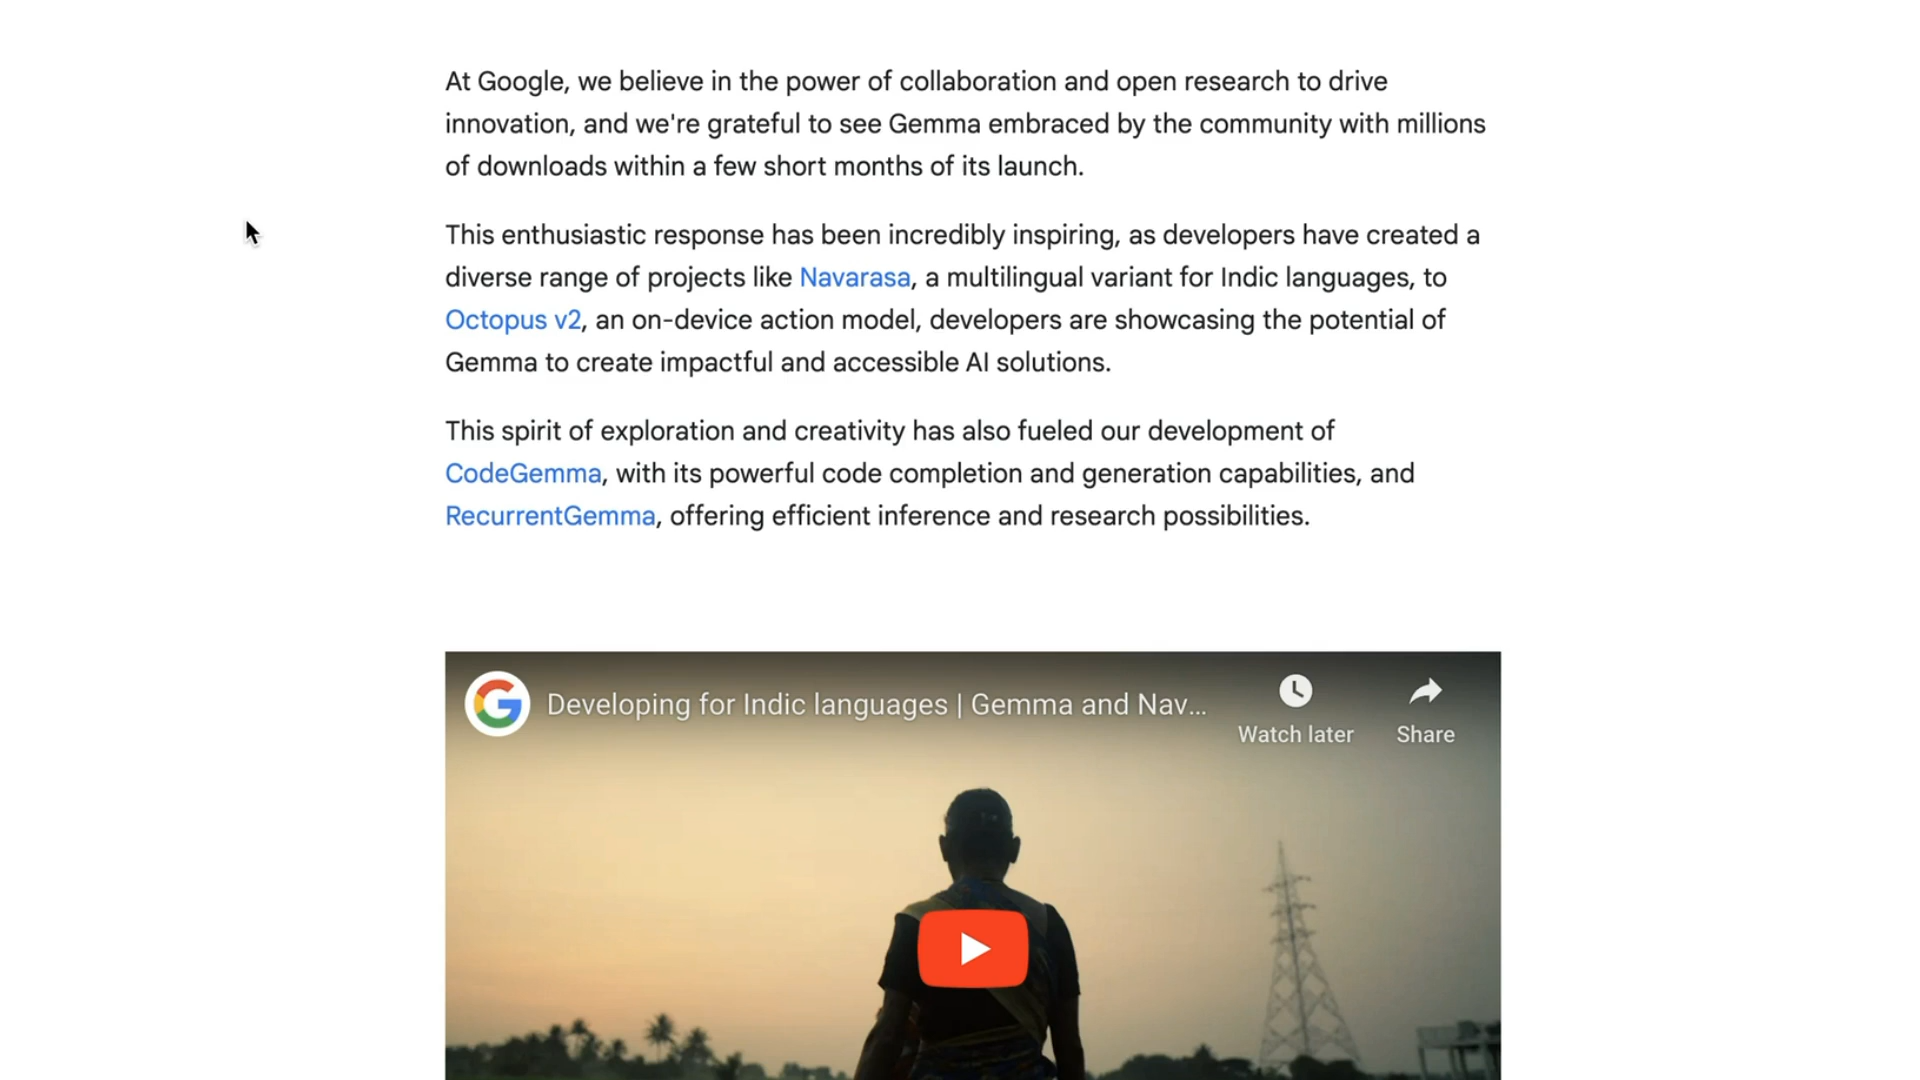 At Google, we believe in the power of collaboration and open research to drive
innovation, and we're grateful to see Gemma embraced by the community with millions
of downloads within a few short months of its launch.
This enthusiastic response has been incredibly inspiring, as developers have created a
diverse range of projects like Navarasa, a multilingual variant for Indic languages, to
Octopus v2, an on-device action model, developers are showcasing the potential of
Gemma to create impactful and accessible AI solutions.
This spirit of exploration and creativity has also fueled our development of
CodeGemma, with its powerful code completion and generation capabilities, and
RecurrentGemma, offering efficient inference and research possibilities.
Developing for Indic languages | Gemma and Nav...
Watch later
Share